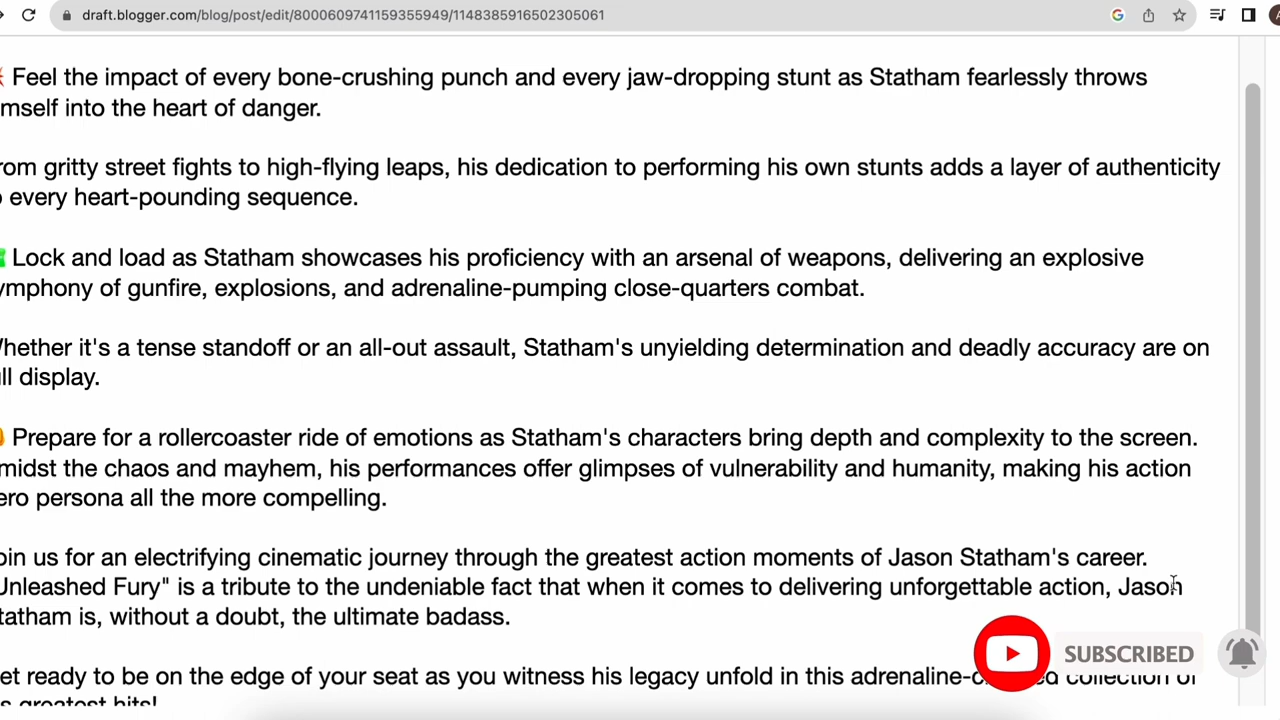 draft.blogger.com/blog/post/edit/8000609741159355949/1148385916502305061
Feel the impact of every bone-crushing punch and every jaw-dropping stunt as Statham fearlessly throws
mself into the heart of danger.
rom gritty street fights to high-flying leaps, his dedication to performing his own stunts adds a layer of authenticity
o every heart-pounding sequence.
Lock and load as Statham showcases his proficiency with an arsenal of weapons, delivering an explosive
ymphony of gunfire, explosions, and adrenaline-pumping close-quarters combat.
hether it's a tense standoff or an all-out assault, Statham's unyielding determination and deadly accuracy are on
ll display.
Prepare for a rollercoaster ride of emotions as Statham's characters bring depth and complexity to the screen.
midst the chaos and mayhem, his performances offer glimpses of vulnerability and humanity, making his action
ero persona all the more compelling.
oin us for an electrifying cinematic journey through the greatest action moments of Jason Statham's career.
Unleashed Fury" is a tribute to the undeniable fact that when it comes to delivering unforgettable action, Jason
tatham is, without a doubt, the ultimate badass.
et ready to be on the edge of your seat as you witness his legacy unfold in this adrenaline- collection of
s greatest hits!
SUBSCRIBED